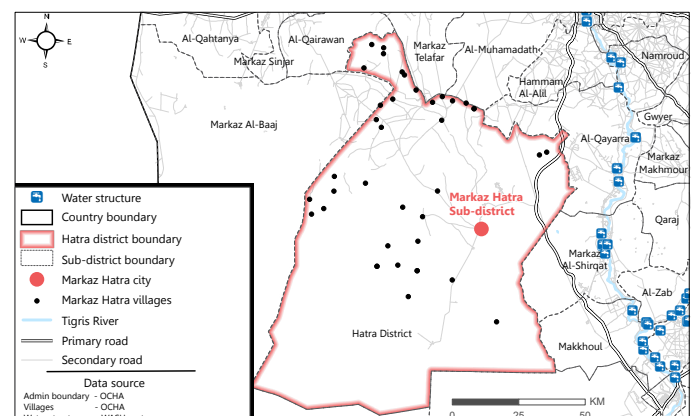 N
W E
S
Al-Qahtanya
Al-Qairawan
Markaz Sinjar
Markaz
Telafar
Al-Muhamadath
Hammam
Al-Alil
Namroud
Markaz Al-Baaj
Al-Qayarra
Gwyer
Markaz
Makhmour
Markaz Hatra
Sub-district
Qaraj
Markaz
Al-Shirqat
Al-Zab
Hatra District
Makkhoul
Water structure
Country boundary
Hatra district boundary
Sub-district boundary
Markaz Hatra city
Markaz Hatra villages
Tigris River
Primary road
Secondary road
Data source
Admin boundary - OCHA
Villages - OCHA
KM
0 25 50